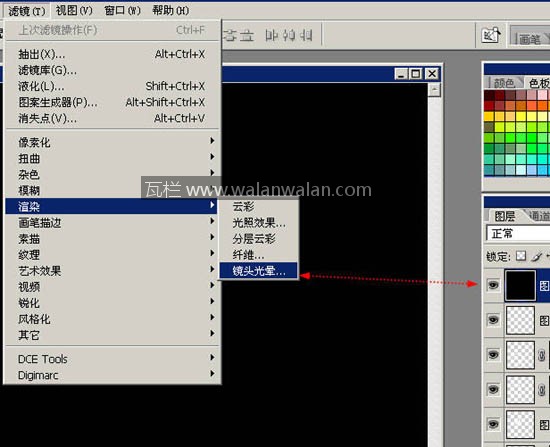 滤镜(T) 视图(V) 窗口(W) 帮助(H)
上次滤镜操作(F) Ctrl+F
画笔
抽出(X)... Alt+Ctrl+X
滤镜库(G)...
液化(L)... Shift+Ctrl+X
图案生成器(P)... Alt+Shift+Ctrl+X
消失点(V)... Alt+Ctrl+V
颜色 色板
像素化
扭曲
杂色
模糊
瓦栏 www.walanwalan.com
渲染
云彩
画笔描边
光照效果...
素描
分层云彩
纹理
纤维...
艺术效果
镜头光晕...
视频
锐化
风格化
其它
DCE Tools
Digimarc
图层 通道
正常
锁定:
图
图